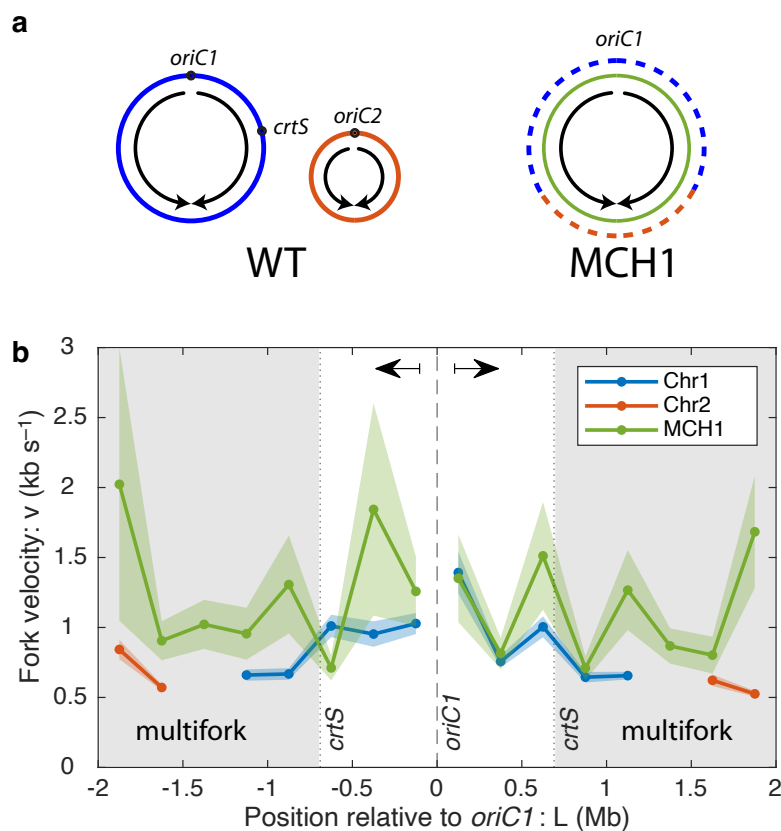 a
oriC1
crtS
oriC2
WT
oriC1
MCH1
b
Fork velocity: v (kb s⁻¹)
3
2.5
2
1.5
1
0.5
0
Chr1
Chr2
MCH1
multifork
crtS
oriC1
crtS
multifork
-2 -1.5 -1 -0.5 0 0.5 1 1.5 2
Position relative to oriC1 : L (Mb)